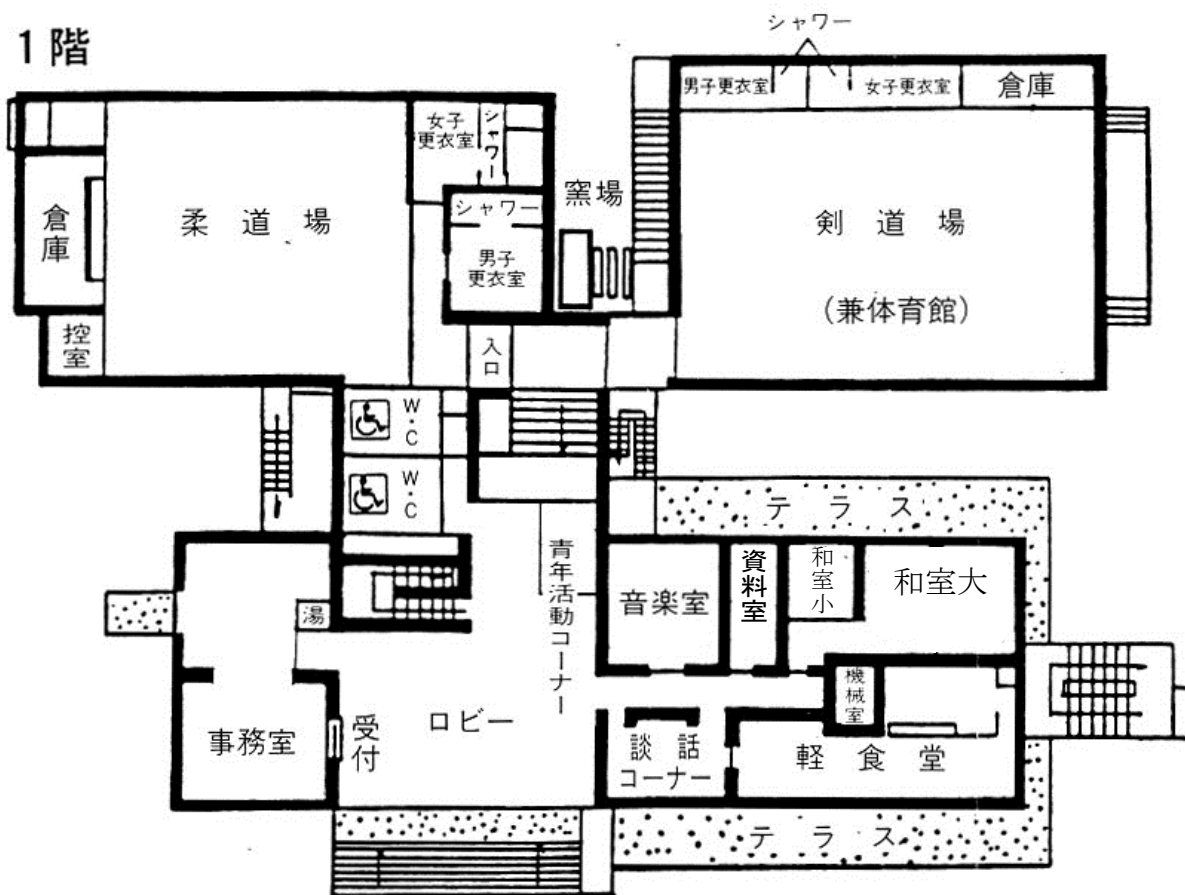 1階
シャワー
男子更衣室
女子更衣室
倉庫
女子
更衣室
シャワー
シャワー
男子
更衣室
窯場
倉庫
柔道場
剣道場
(兼体育館)
控室
入口
W・C
W・C
テラス
青年活動コーナー
音楽室
資料室
和室小
和室大
湯
機械室
事務室
受付
ロビー
談話
コーナー
軽食堂
テラス